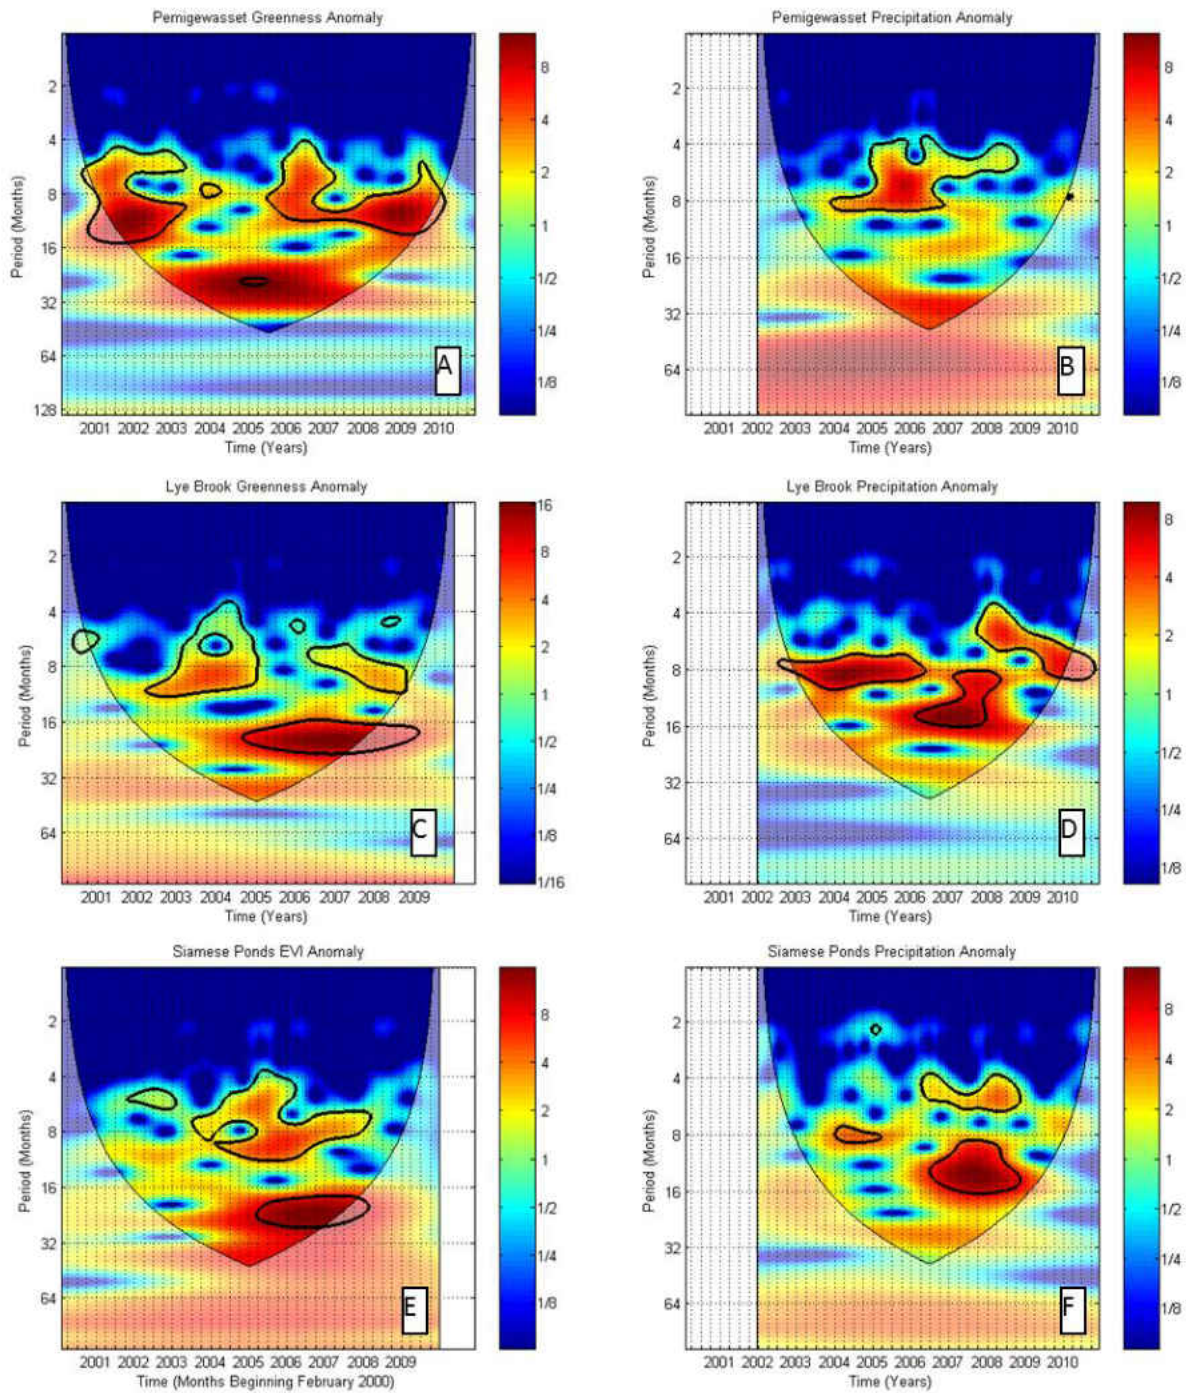 Pemigewasset Greenness Anomaly
8
4
2
1
1/2
1/4
1/8
Period (Months)
2
4
8
16
32
64
128
A
2001 2002 2003 2004 2005 2006 2007 2008 2009 2010
Time (Years)
Pemigewasset Precipitation Anomaly
8
4
2
1
1/2
1/4
1/8
Period (Months)
2
4
8
16
32
64
B
2001 2002 2003 2004 2005 2006 2007 2008 2009 2010
Time (Years)
Lye Brook Greenness Anomaly
16
8
4
2
1
1/2
1/4
1/8
1/16
Period (Months)
2
4
8
16
32
64
C
2001 2002 2003 2004 2005 2006 2007 2008 2009
Time (Years)
Lye Brook Precipitation Anomaly
8
4
2
1
1/2
1/4
1/8
Period (Months)
2
4
8
16
32
64
D
2001 2002 2003 2004 2005 2006 2007 2008 2009 2010
Time (Years)
Siamese Ponds EVI Anomaly
8
4
2
1
1/2
1/4
1/8
Period (Months)
2
4
8
16
32
64
E
2001 2002 2003 2004 2005 2006 2007 2008 2009
Time (Months Beginning February 2000)
Siamese Ponds Precipitation Anomaly
8
4
2
1
1/2
1/4
1/8
Period (Months)
2
4
8
16
32
64
F
2001 2002 2003 2004 2005 2006 2007 2008 2009 2010
Time (Years)